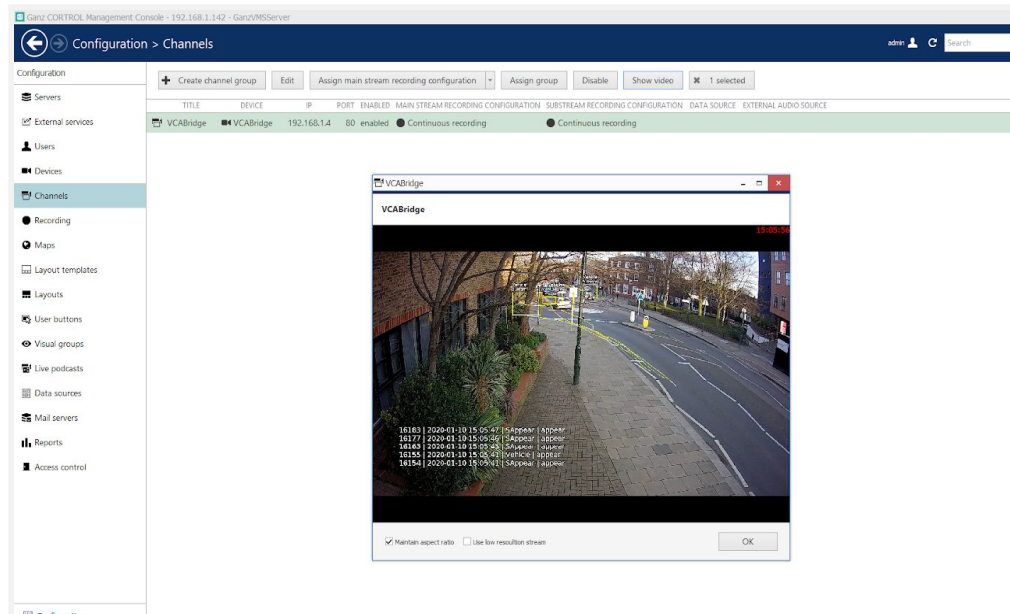 Ganz CORTROL Management Console - 192.168.1.142 - GanzVMSServer
Configuration > Channels
admin
Search
Configuration
Create channel group
Edit
Assign main stream recording configuration
Assign group
Disable
Show video
1 selected
Servers
TITLE DEVICE IP PORT ENABLED MAIN STREAM RECORDING CONFIGURATION SUBSTREAM RECORDING CONFIGURATION DATA SOURCE EXTERNAL AUDIO SOURCE
External services
VCABridge VCABridge 192.168.1.4 80 enabled Continuous recording Continuous recording
Users
Devices
Channels
Recording
Maps
Layout templates
Layouts
User buttons
Visual groups
Live podcasts
Data sources
Mail servers
Reports
Access control
VCABridge
VCABridge
15:05:56
16183 | 2020-01-10 15:05:47 | SAppear | appear
16177 | 2020-01-10 15:05:46 | SAppear | appear
16163 | 2020-01-10 15:05:43 | SAppear | appear
16155 | 2020-01-10 15:05:41 | vehicle | appear
16154 | 2020-01-10 15:05:41 | SAppear | appear
Maintain aspect ratio
Use low resoultion stream
OK